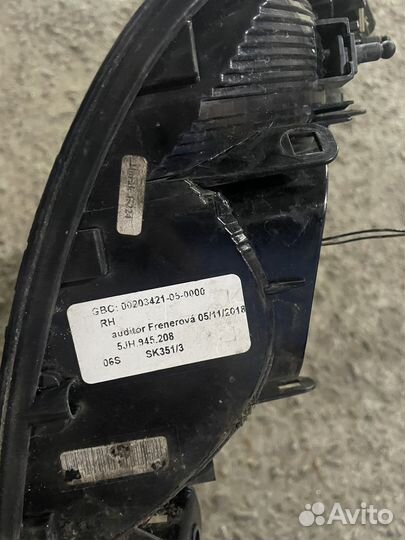 GBC: 00203421-05-0000
RH
auditor Frenerová 05/11/2018
5JH.945.208
06S SK351/3
Avito